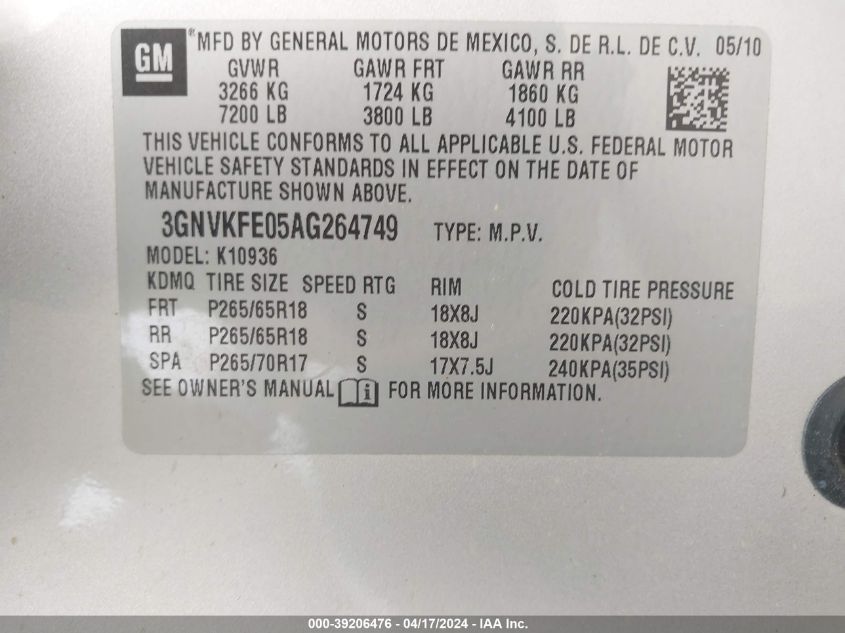 GM
®MFD BY GENERAL MOTORS DE MEXICO, S. DE R.L. DE C.V. 05/10
GVWR GAWR FRT GAWR RR
3266 KG 1724 KG 1860 KG
7200 LB 3800 LB 4100 LB
THIS VEHICLE CONFORMS TO ALL APPLICABLE U.S. FEDERAL MOTOR
VEHICLE SAFETY STANDARDS IN EFFECT ON THE DATE OF
MANUFACTURE SHOWN ABOVE.
3GNVKFE05AG264749 TYPE: M.P.V.
MODEL: K10936
KDMQ TIRE SIZE SPEED RTG RIM COLD TIRE PRESSURE
FRT P265/65R18 S 18X8J 220KPA(32PSI)
RR P265/65R18 S 18X8J 220KPA(32PSI)
SPA P265/70R17 S 17X7.5J 240KPA(35PSI)
SEE OWNER'S MANUAL i FOR MORE INFORMATION.
000-39206476 - 04/17/2024 - IAA Inc.